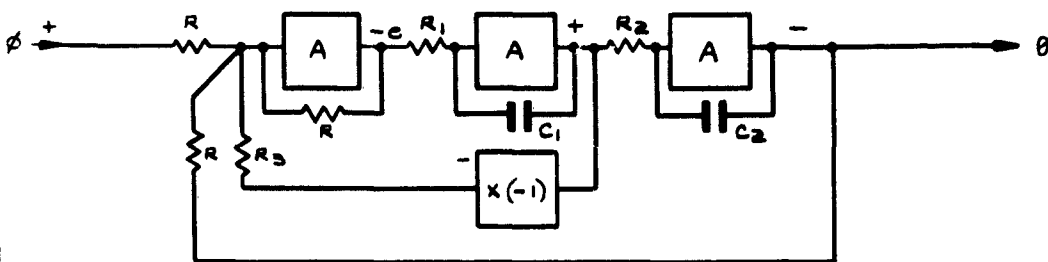 ø + R A -e R₁ A + R₂ A - θ
R C₁ C₂
R R₃ - x(-1)